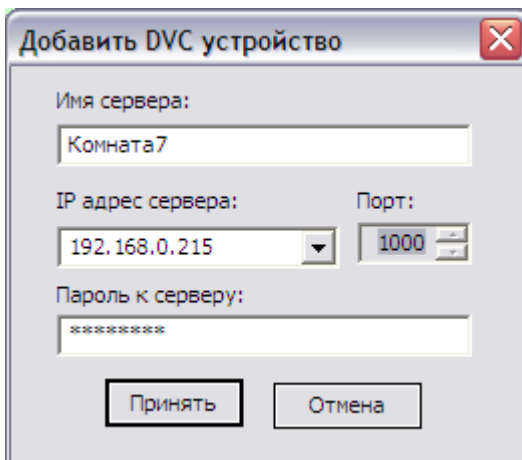 Добавить DVC устройство
Имя сервера:
Комната7
IP адрес сервера: Порт:
192.168.0.215 1000
Пароль к серверу:
********
Принять Отмена